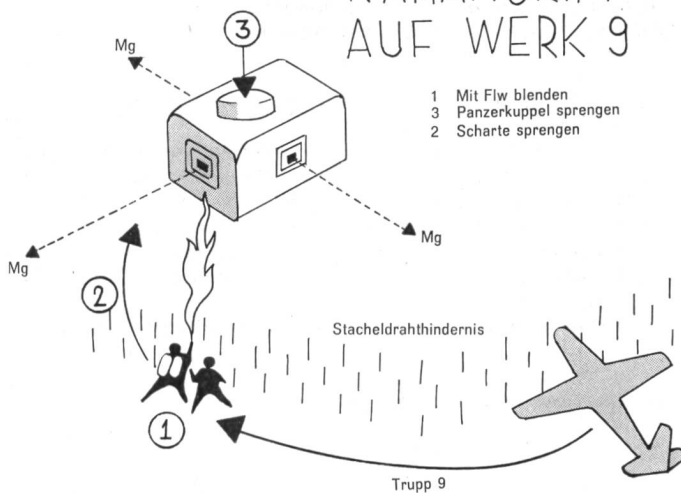 AUF WERK 9
1 Mit Flw blenden
3 Panzerkuppel sprengen
2 Scharte sprengen
3
Mg
Mg
Mg
2
Stacheldrahthindernis
1
Trupp 9